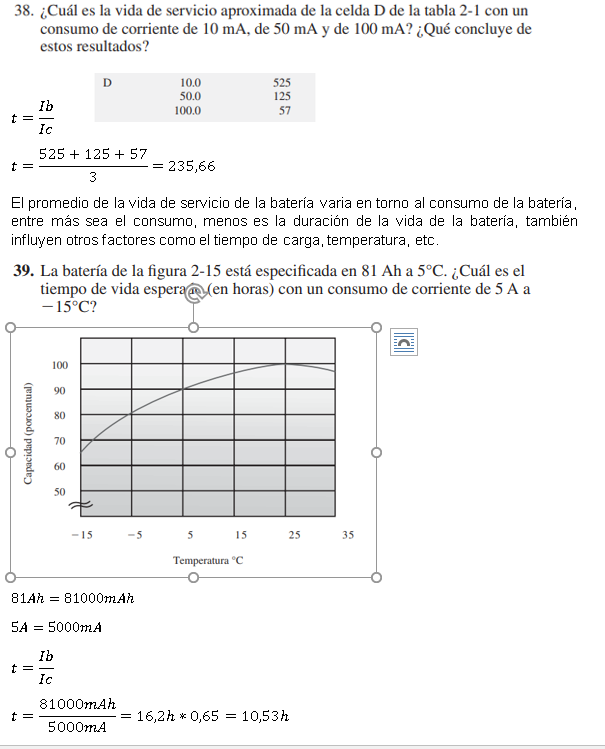 38. ¿Cuál es la vida de servicio aproximada de la celda D de la tabla 2-1 con un
consumo de corriente de 10 mA, de 50 mA y de 100 mA? ¿Qué concluye de
estos resultados?
D 10.0 525
50.0 125
100.0 57
t = Ib/Ic
t = (525 + 125 + 57)/3 = 235,66
El promedio de la vida de servicio de la batería varia en torno al consumo de la batería,
entre más sea el consumo, menos es la duración de la vida de la batería, también
influyen otros factores como el tiempo de carga, temperatura, etc.
39. La batería de la figura 2-15 está especificada en 81 Ah a 5°C. ¿Cuál es el
tiempo de vida (en horas) con un consumo de corriente de 5 A a
−15°C?
Capacidad (porcentual)
100
90
80
70
60
50
−15 −5 5 15 25 35
Temperatura °C
81Ah = 81000mAh
5A = 5000mA
t = Ib/Ic
t = 81000mAh/5000mA = 16,2h * 0,65 = 10,53h